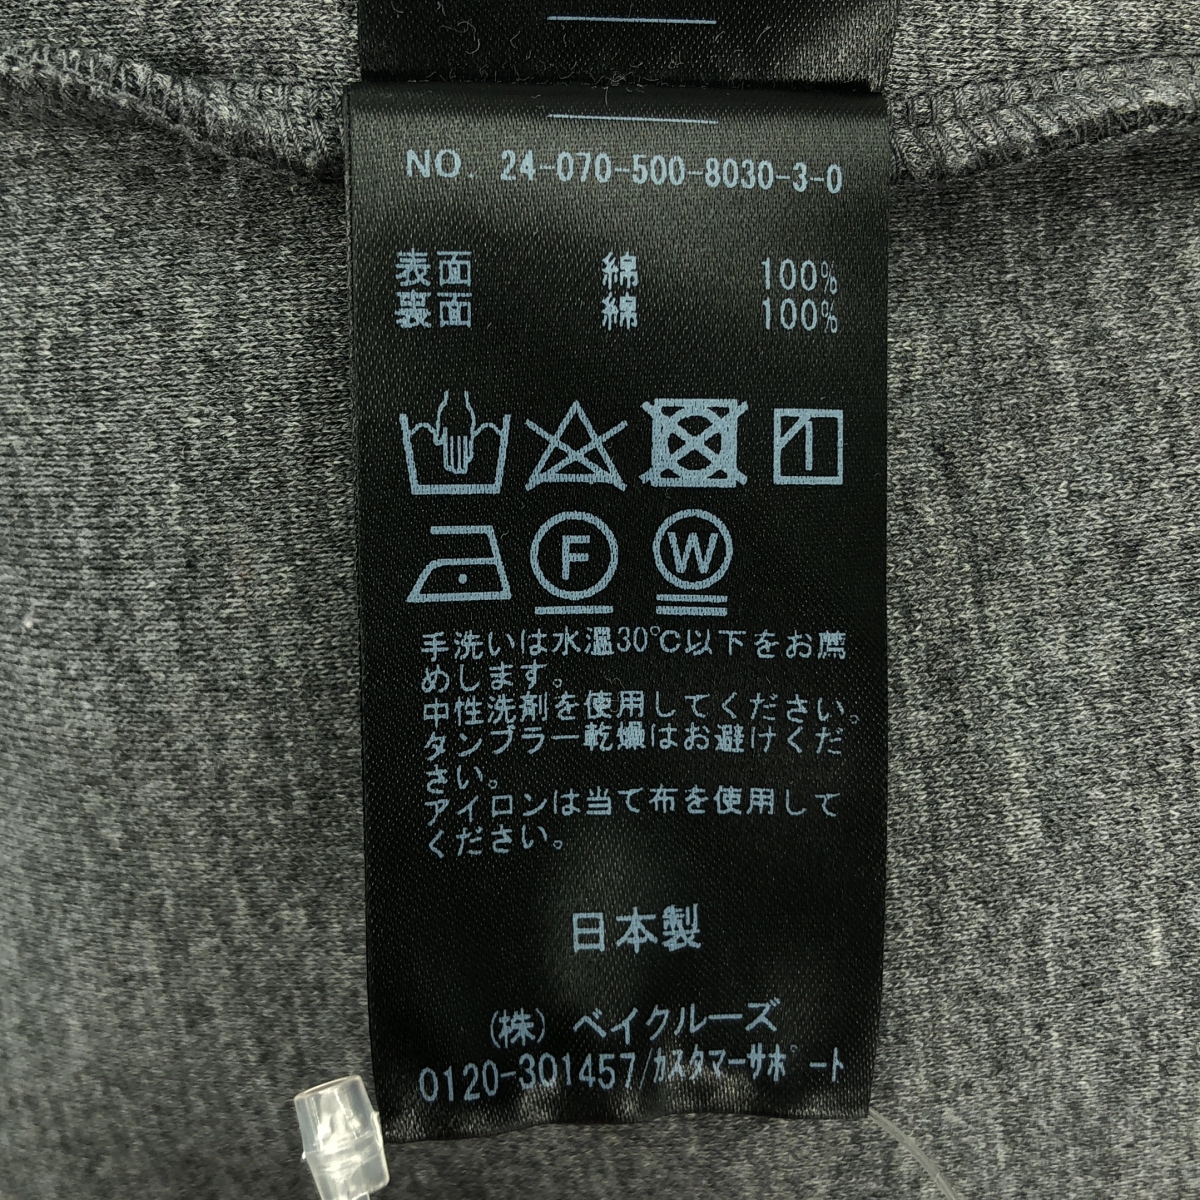 NO. 24-070-500-8030-3-0
表面 綿 100%
裏面 綿 100%
F W
手洗いは水温30℃以下をお薦
めします。
中性洗剤を使用してください。
タンブラー乾燥はお避けくだ
さい。
アイロンは当て布を使用して
ください。
日本製
(株) ベイクルーズ
0120-301457/ｶｽﾀﾏｰｻﾎﾟｰﾄ